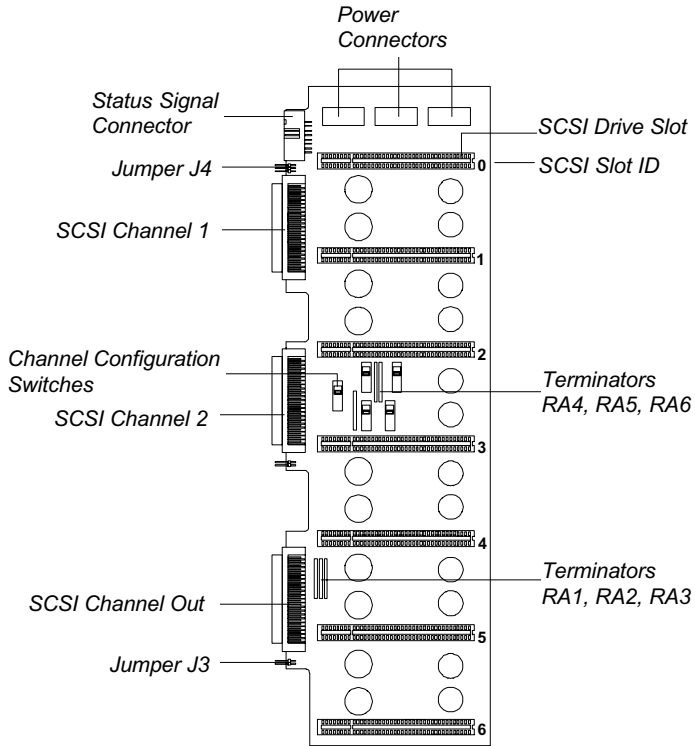 Power
Connectors
Status Signal
Connector
SCSI Drive Slot
Jumper J4
0
SCSI Slot ID
SCSI Channel 1
1
2
Channel Configuration
Switches
Terminators
RA4, RA5, RA6
SCSI Channel 2
3
4
Terminators
RA1, RA2, RA3
SCSI Channel Out
5
Jumper J3
6